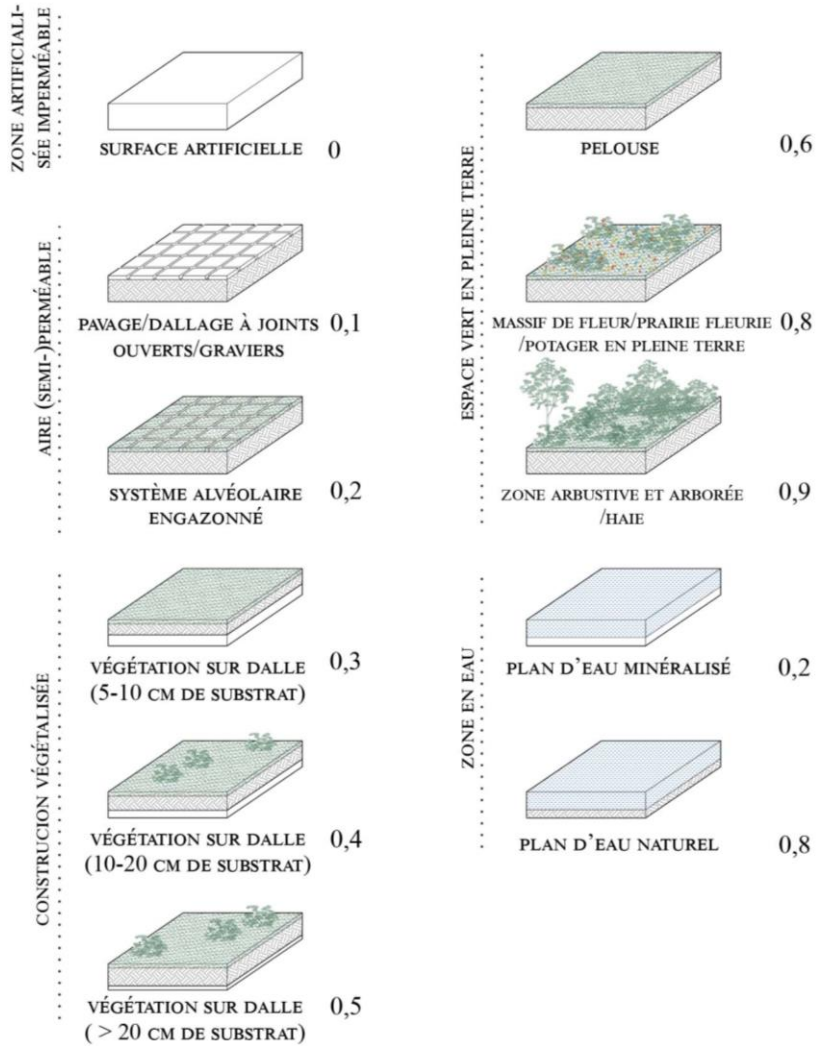 ZONE ARTIFICIALI-
SÉE IMPERMÉABLE
SURFACE ARTIFICIELLE 0
AIRE (SEMI-)PERMÉABLE
PAVAGE/DALLAGE À JOINTS 0,1
OUVERTS/GRAVIERS
SYSTÈME ALVÉOLAIRE 0,2
ENGAZONNÉ
CONSTRUCION VÉGÉTALISÉE
VÉGÉTATION SUR DALLE 0,3
(5-10 CM DE SUBSTRAT)
VÉGÉTATION SUR DALLE 0,4
(10-20 CM DE SUBSTRAT)
VÉGÉTATION SUR DALLE 0,5
( > 20 CM DE SUBSTRAT)
ESPACE VERT EN PLEINE TERRE
PELOUSE 0,6
MASSIF DE FLEUR/PRAIRIE FLEURIE 0,8
/POTAGER EN PLEINE TERRE
ZONE ARBUSTIVE ET ARBORÉE 0,9
/HAIE
ZONE EN EAU
PLAN D'EAU MINÉRALISÉ 0,2
PLAN D'EAU NATUREL 0,8